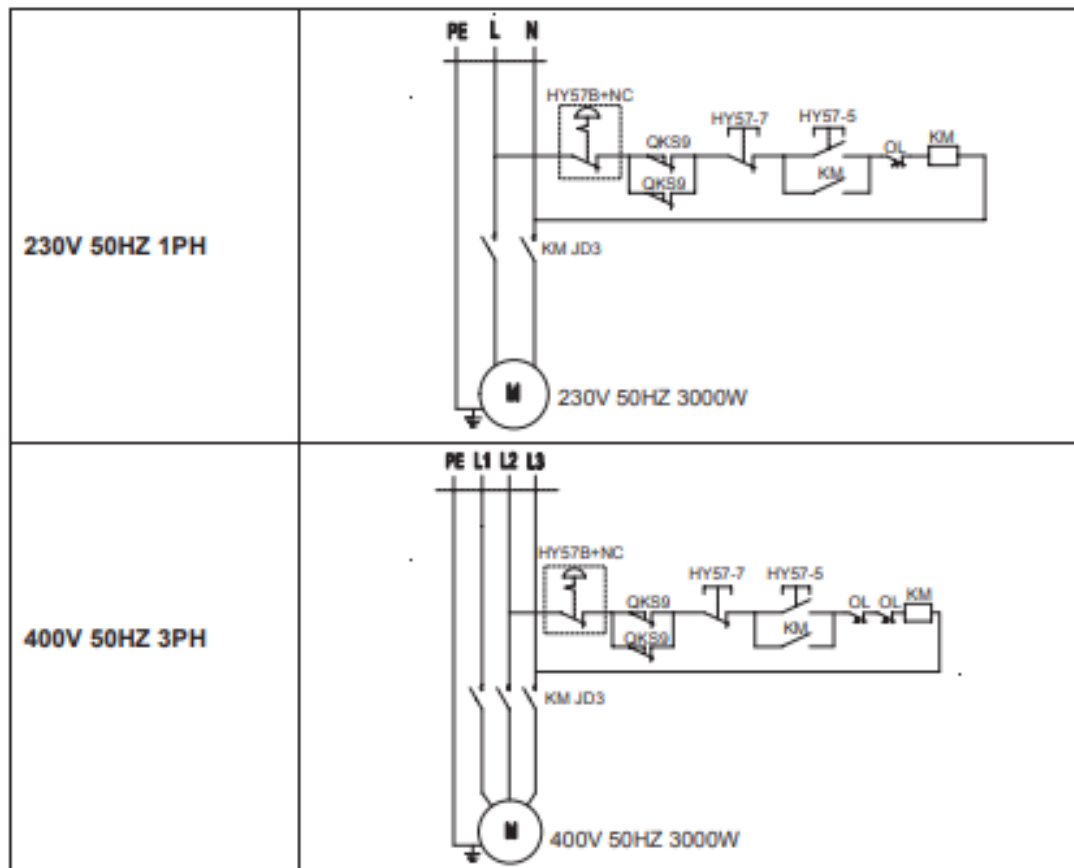 PE L N
HY57B+NC
HY57-7 HY57-5
QKS9
OL KM
QKS9
KM
230V 50HZ 1PH
KM JD3
M
230V 50HZ 3000W
PE L1 L2 L3
HY57B+NC
HY57-7 HY57-5
QKS9
OL OL KM
QKS9
KM
400V 50HZ 3PH
KM JD3
M
400V 50HZ 3000W